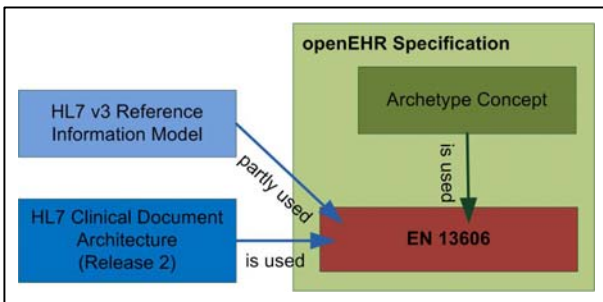 openEHR Specification
HL7 v3 Reference
Information Model
Archetype Concept
partly used
is used
HL7 Clinical Document
Architecture
(Release 2)
is used
EN 13606